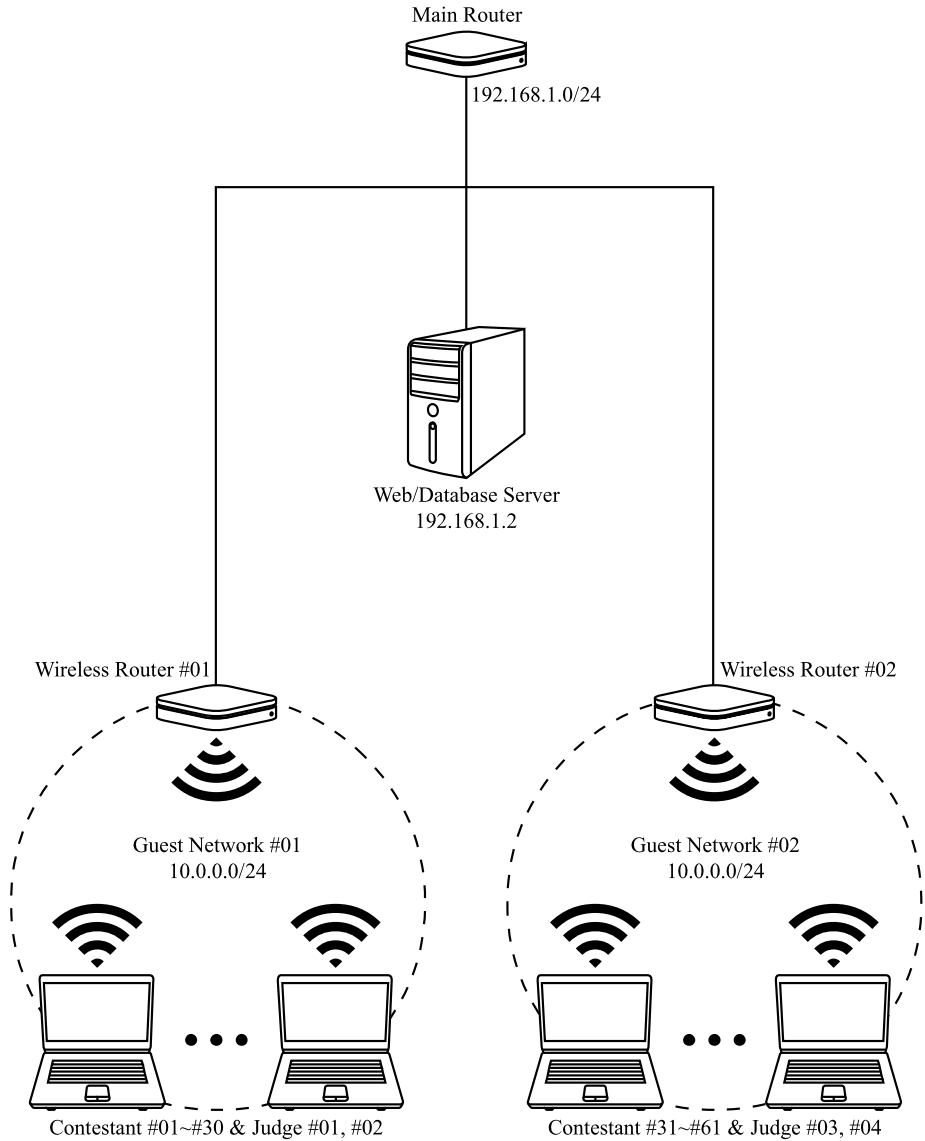 Main Router
192.168.1.0/24
Web/Database Server
192.168.1.2
Wireless Router #01
Wireless Router #02
Guest Network #01
10.0.0.0/24
Guest Network #02
10.0.0.0/24
Contestant #01~#30 & Judge #01, #02
Contestant #31~#61 & Judge #03, #04